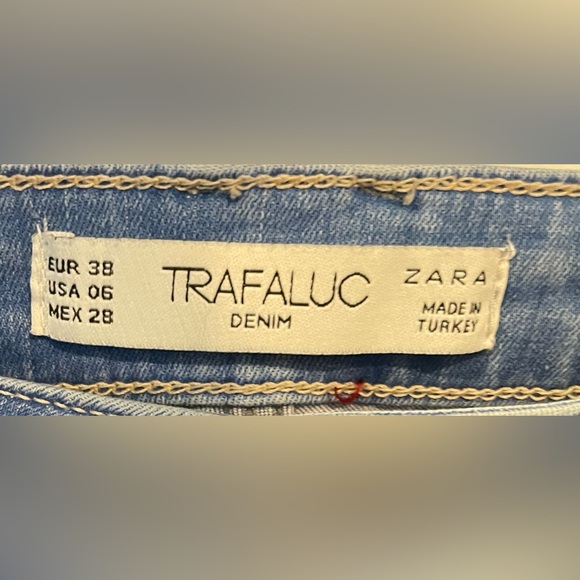 EUR 38
USA 06
MEX 28
TRAFALUC
DENIM
ZARA
MADE IN
TURKEY